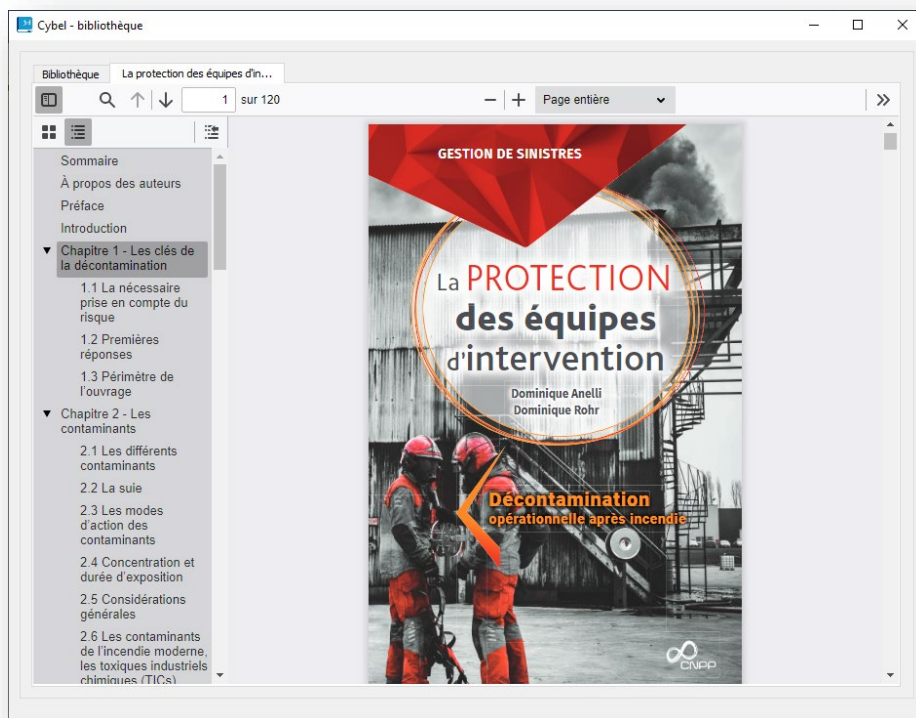 Cybel - bibliothèque
Bibliothèque
La protection des équipes d'in...
1 sur 120
Page entière
Sommaire
À propos des auteurs
Préface
Introduction
Chapitre 1 - Les clés de
la décontamination
1.1 La nécessaire
prise en compte du
risque
1.2 Premières
réponses
1.3 Périmètre de
l'ouvrage
Chapitre 2 - Les
contaminants
2.1 Les différents
contaminants
2.2 La suie
2.3 Les modes
d'action des
contaminants
2.4 Concentration et
durée d'exposition
2.5 Considérations
générales
2.6 Les contaminants
de l'incendie moderne,
les toxiques industriels
chimiques (TICs)
GESTION DE SINISTRES
La PROTECTION
des équipes
d'intervention
Dominique Anelli
Dominique Rohr
Décontamination
opérationnelle après incendie
CNPP